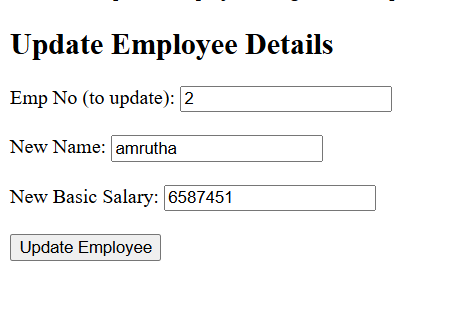 Update Employee Details
Emp No (to update): 2
New Name: amrutha
New Basic Salary: 6587451
Update Employee